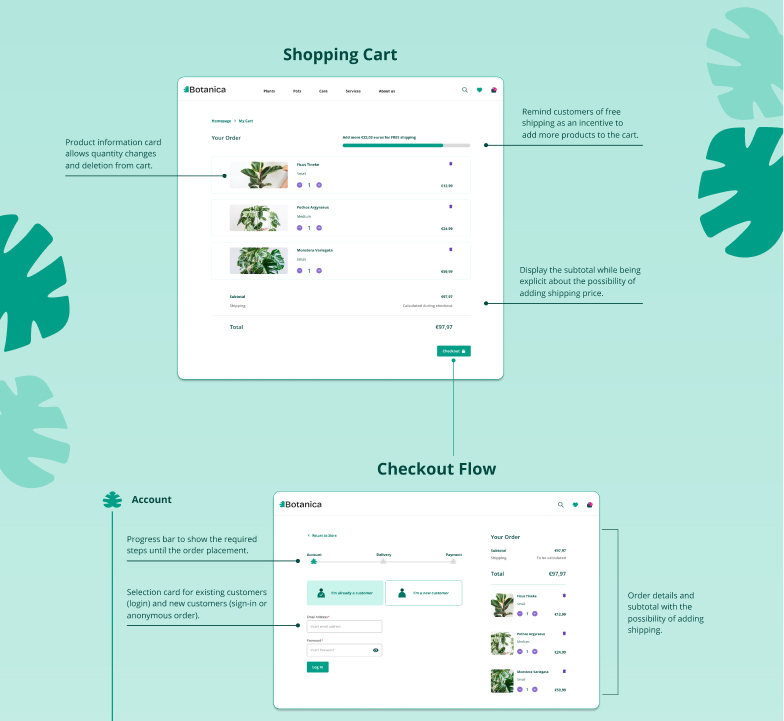 Shopping Cart
Botanica
Plants Pots Care Services About us
Homepage > My Cart
Your Order
Add more €22,03 euros for FREE shipping
Ficus Tineke
Small
1
€12,99
Pothos Argyraeus
Medium
1
€24,99
Monstera Variegata
Small
1
€59,99
Subtotal €97,97
Shipping Calculated during checkout
Total €97,97
Checkout
Product information card
allows quantity changes
and deletion from cart.
Remind customers of free
shipping as an incentive to
add more products to the cart.
Display the subtotal while being
explicit about the possibility of
adding shipping price.
Checkout Flow
Account
Progress bar to show the required
steps until the order placement.
Selection card for existing customers
(login) and new customers (sign-in or
anonymous order).
Botanica
< Return to Store
Account Delivery Payment
I'm already a customer
I'm a new customer
Email Address*
Insert email address
Password*
Insert Password
Log In
Your Order
Subtotal €97,97
Shipping To be calculated
Total €97,97
Ficus Tineke
Small
1
€12,99
Pothos Argyraeus
Medium
1
€24,99
Monstera Variegata
Small
1
€59,99
Order details and
subtotal with the
possibility of adding
shipping.